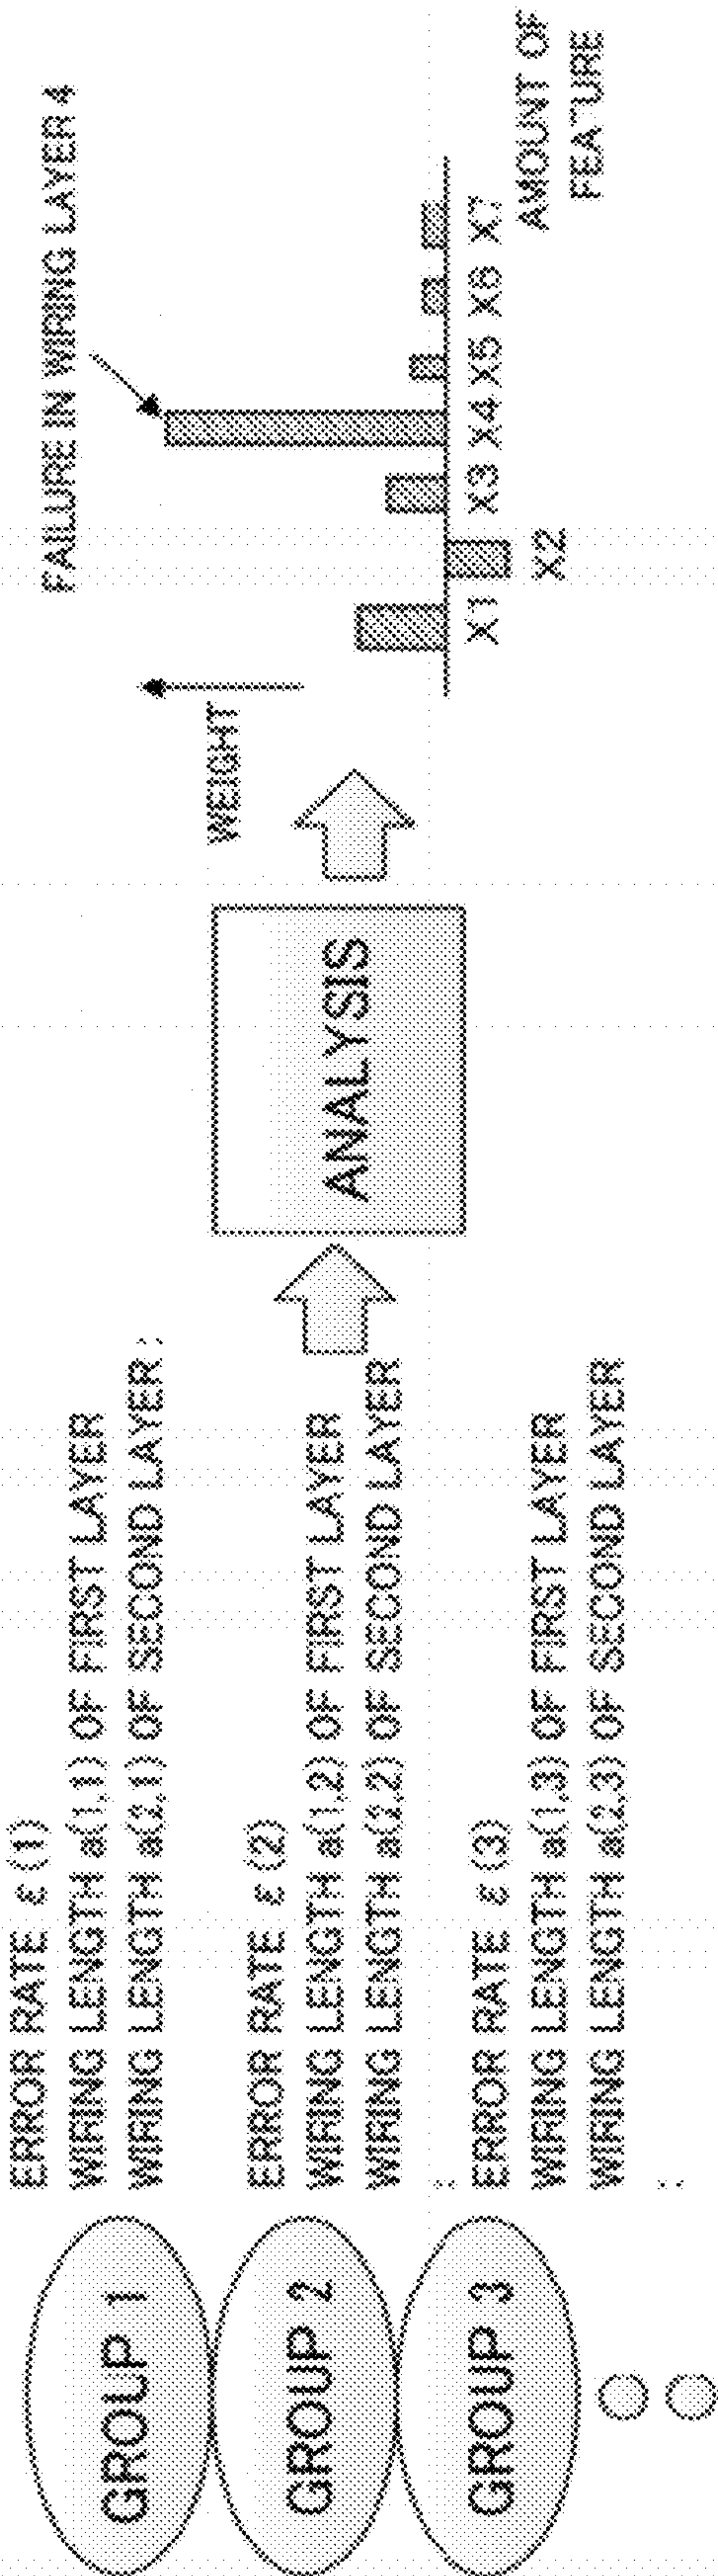 GROUP 1
ERROR RATE ε (1)
WIRING LENGTH a(1,1) OF FIRST LAYER
WIRING LENGTH a(2,1) OF SECOND LAYER :
GROUP 2
ERROR RATE ε (2)
WIRING LENGTH a(1,2) OF FIRST LAYER
WIRING LENGTH a(2,2) OF SECOND LAYER
:
GROUP 3
ERROR RATE ε (3)
WIRING LENGTH a(1,3) OF FIRST LAYER
WIRING LENGTH a(2,3) OF SECOND LAYER
:
ANALYSIS
WEIGHT
FAILURE IN WIRING LAYER 4
X1 X2 X3 X4 X5 X6 X7
AMOUNT OF
FEATURE